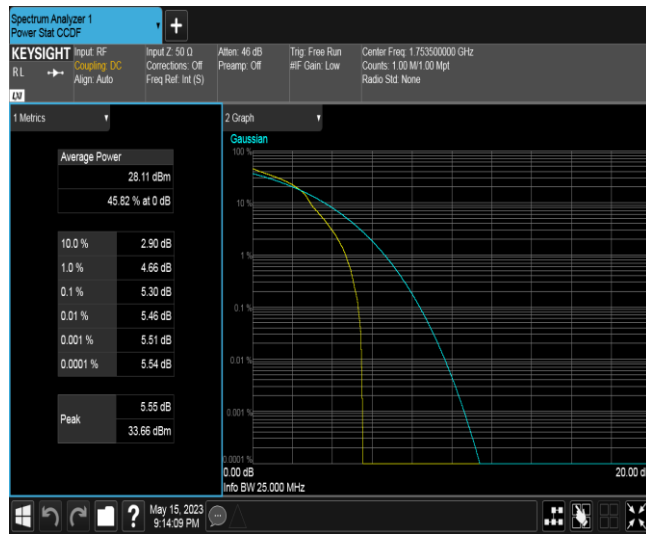 Spectrum Analyzer 1
Power Stat CCDF
+
KEYSIGHT
RL
LXI
Input: RF
Coupling: DC
Align: Auto
Input Z: 50 Ω
Corrections: Off
Freq Ref: Int (S)
Atten: 46 dB
Preamp: Off
Trig: Free Run
#IF Gain: Low
Center Freq: 1.753500000 GHz
Counts: 1.00 M/1.00 Mpt
Radio Std: None
1 Metrics
Average Power
28.11 dBm
45.82 % at 0 dB
10.0 % 2.90 dB
1.0 % 4.66 dB
0.1 % 5.30 dB
0.01 % 5.46 dB
0.001 % 5.51 dB
0.0001 % 5.54 dB
Peak
5.55 dB
33.66 dBm
2 Graph
Gaussian
100 %
10 %
1 %
0.1 %
0.01 %
0.001 %
0.0001 %
0.00 dB 20.00 d
Info BW 25.000 MHz
?
May 15, 2023
9:14:09 PM